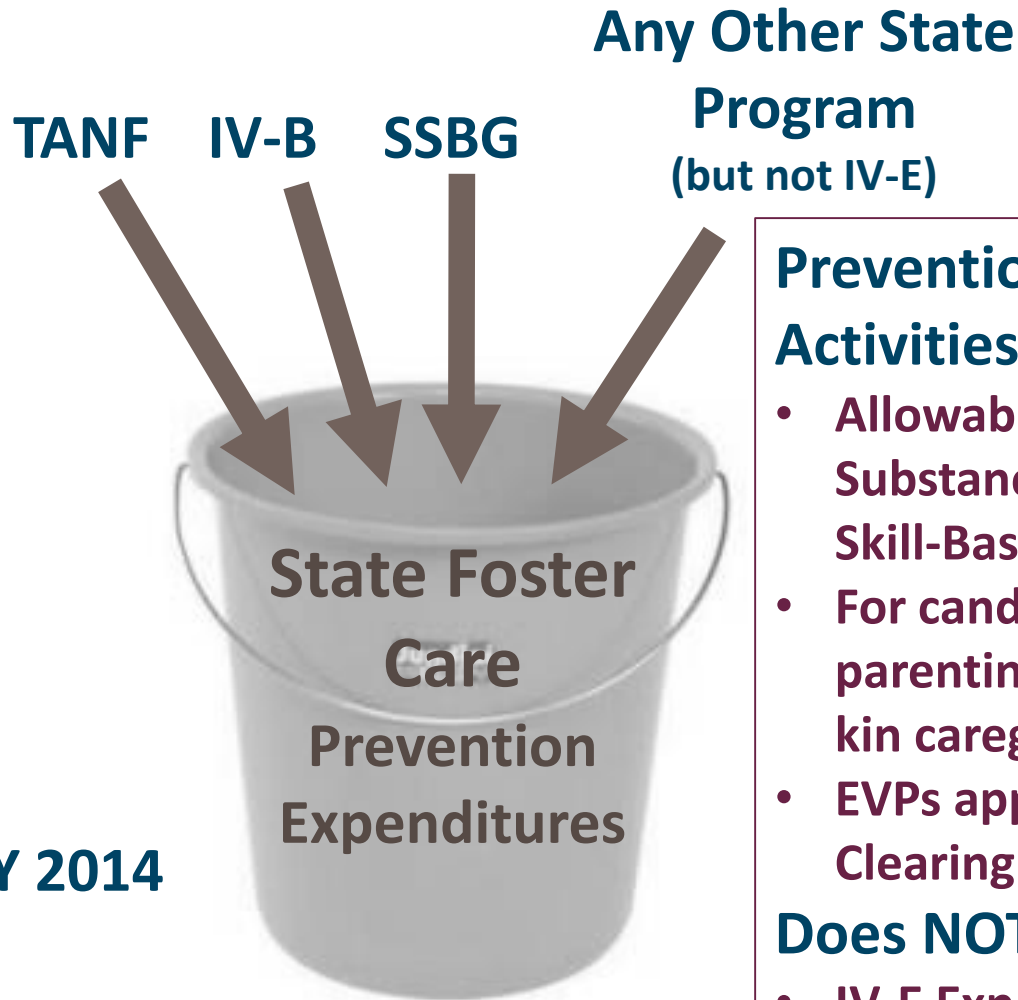 Any Other State
Program
(but not IV-E)
TANF IV-B SSBG
State Foster
Care
Prevention
Expenditures
Y 2014
Activities
• Allowab
Substanc
Skill-Bas
• For cand
parentin
kin careg
• EVPs app
Clearing
Does NOT